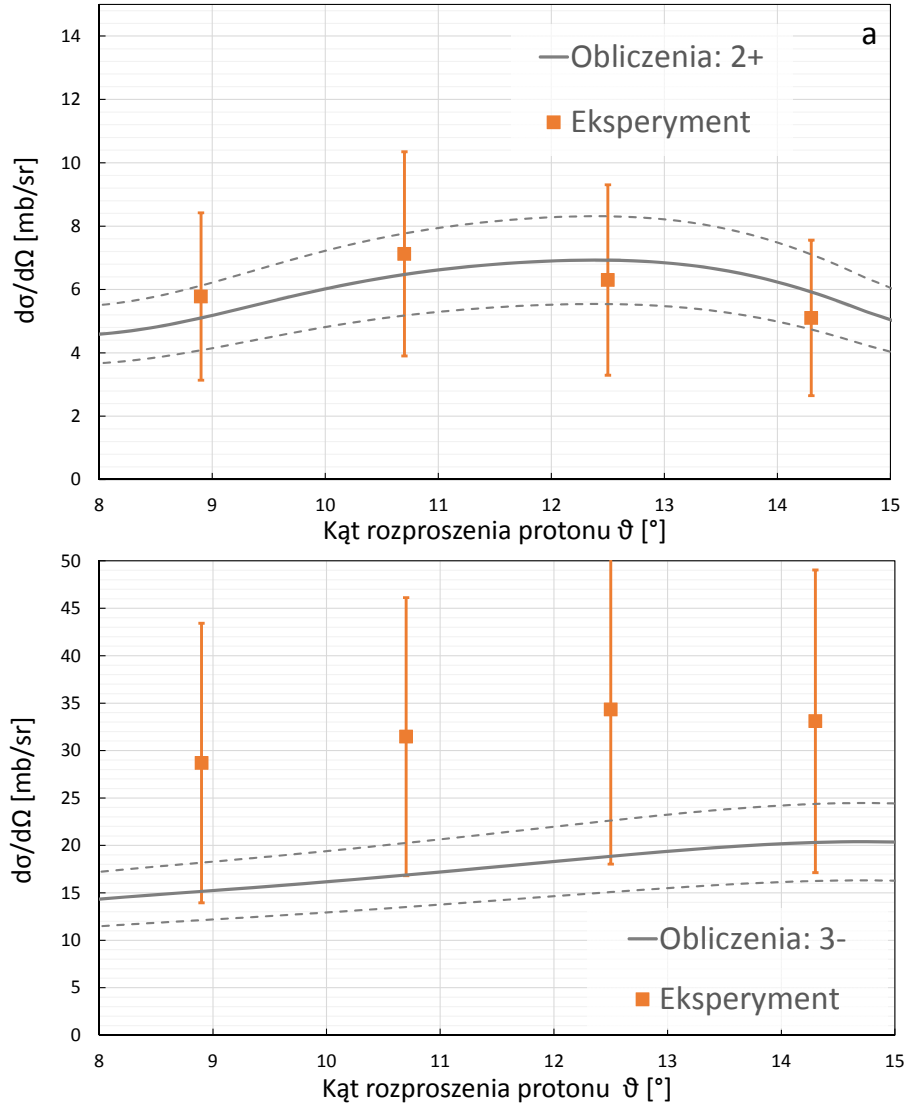 a
Obliczenia: 2+
Eksperyment
dσ/dΩ [mb/sr]
14
12
10
8
6
4
2
0
8 9 10 11 12 13 14 15
Kąt rozproszenia protonu ϑ [°]
dσ/dΩ [mb/sr]
50
45
40
35
30
25
20
15
10
5
0
Obliczenia: 3-
Eksperyment
8 9 10 11 12 13 14 15
Kąt rozproszenia protonu ϑ [°]